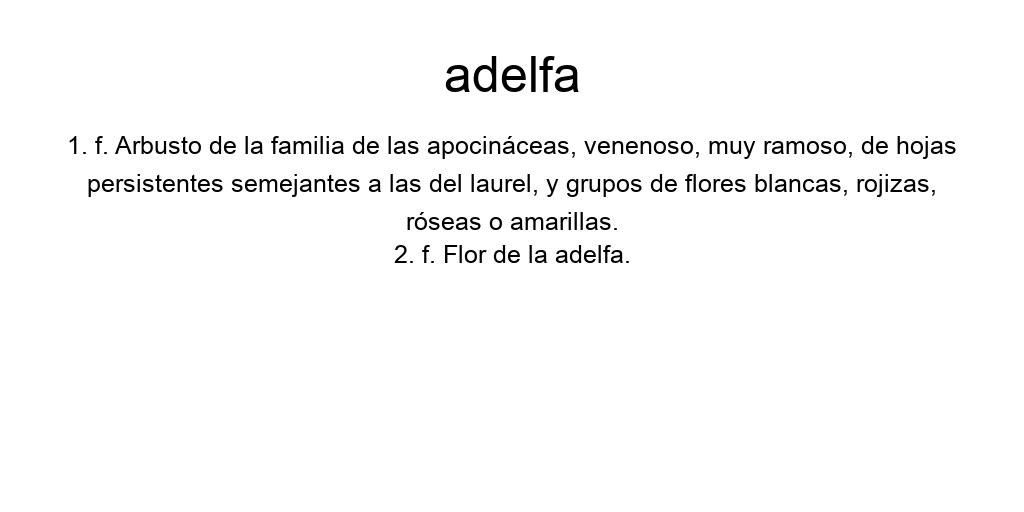 adelfa
1. f. Arbusto de la familia de las apocináceas, venenoso, muy ramoso, de hojas
persistentes semejantes a las del laurel, y grupos de flores blancas, rojizas,
róseas o amarillas.
2. f. Flor de la adelfa.